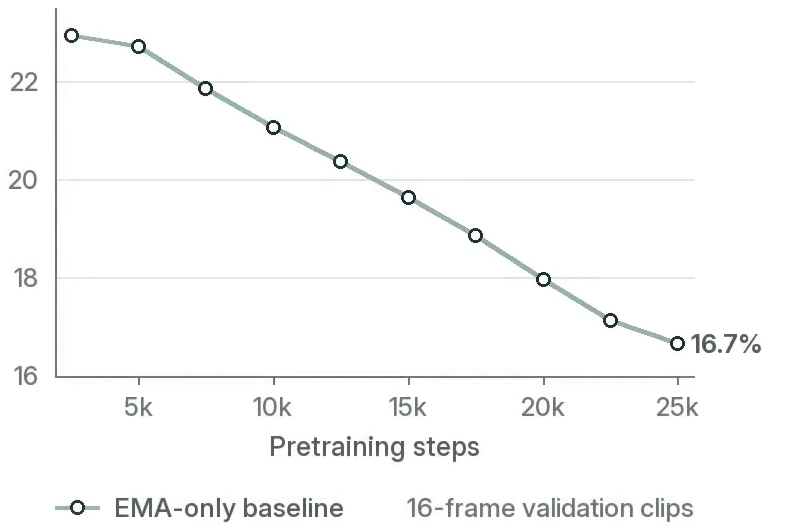 22
20
18
16
16.7%
5k 10k 15k 20k 25k
Pretraining steps
EMA-only baseline 16-frame validation clips